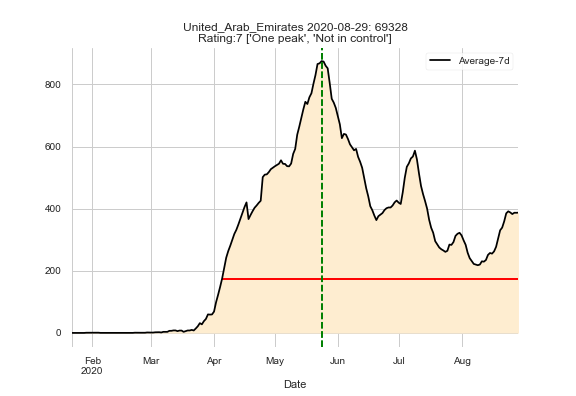 United_Arab_Emirates 2020-08-29: 69328
Rating:7 ['One peak', 'Not in control']
Average-7d
800
600
400
200
0
Feb Mar Apr May Jun Jul Aug
2020
Date